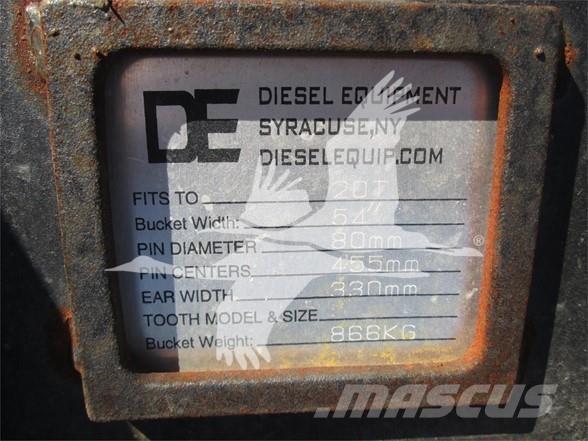 DE
DIESEL EQUIPMENT
SYRACUSE,NY
DIESELEQUIP.COM
FITS TO 20T
Bucket Width: 54"
PIN DIAMETER 80mm
PIN CENTERS 455mm
EAR WIDTH 330mm
TOOTH MODEL & SIZE
Bucket Weight: 866KG
®
MASCUS